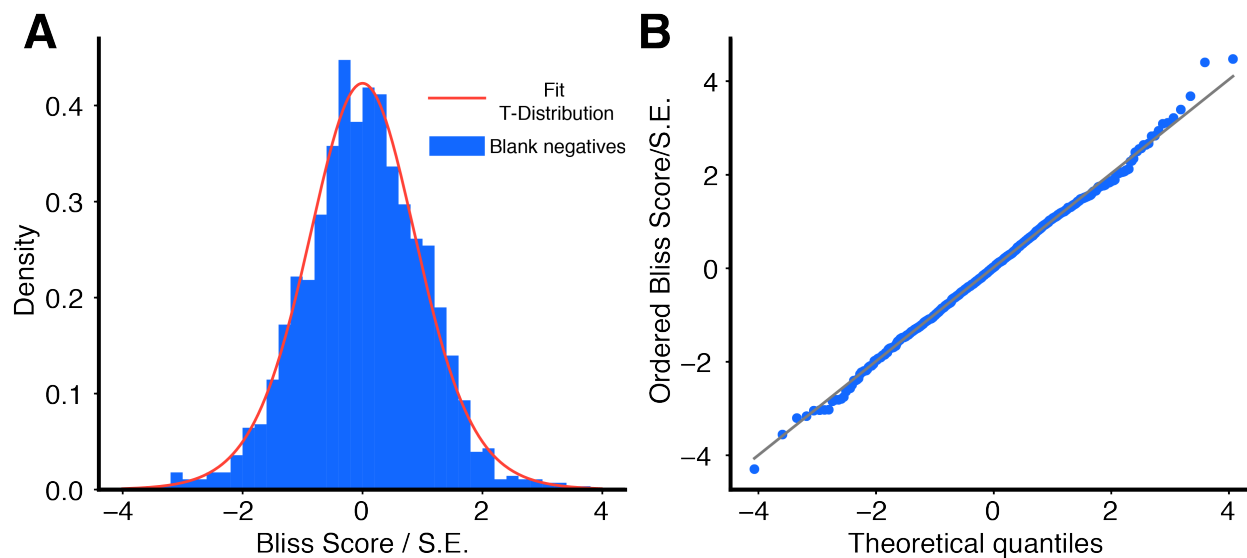 A
Density
0.4
0.3
0.2
0.1
0.0
Fit
T-Distribution
Blank negatives
−4 −2 0 2 4
Bliss Score / S.E.
B
Ordered Bliss Score/S.E.
4
2
0
−2
−4
−4 −2 0 2 4
Theoretical quantiles